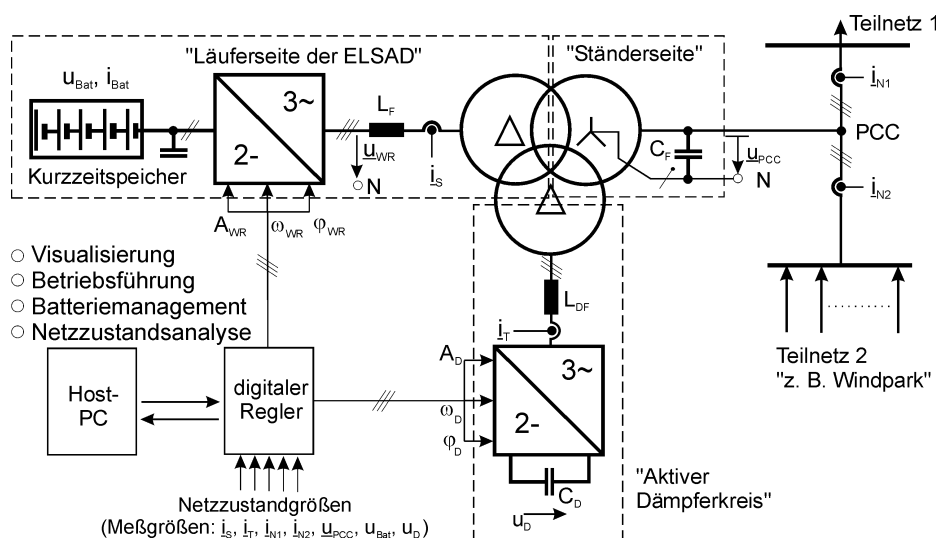 Teilnetz 1
"Läuferseite der ELSAD"
"Ständerseite"
u_Bat, i_Bat
3~
2-
L_F
u_WR
N
i_S
Kurzzeitspeicher
C_F
u_PCC
N
i_N1
PCC
i_N2
A_WR ω_WR φ_WR
Visualisierung
Betriebsführung
Batteriemanagement
Netzzustandsanalyse
L_DF
i_T
Teilnetz 2
"z. B. Windpark"
Host-
PC
digitaler
Regler
A_D
ω_D
φ_D
3~
2-
C_D
u_D
"Aktiver
Dämpferkreis"
Netzzustandgrößen
(Meßgrößen: i_S, i_T, i_N1, i_N2, u_PCC, u_Bat, u_D)